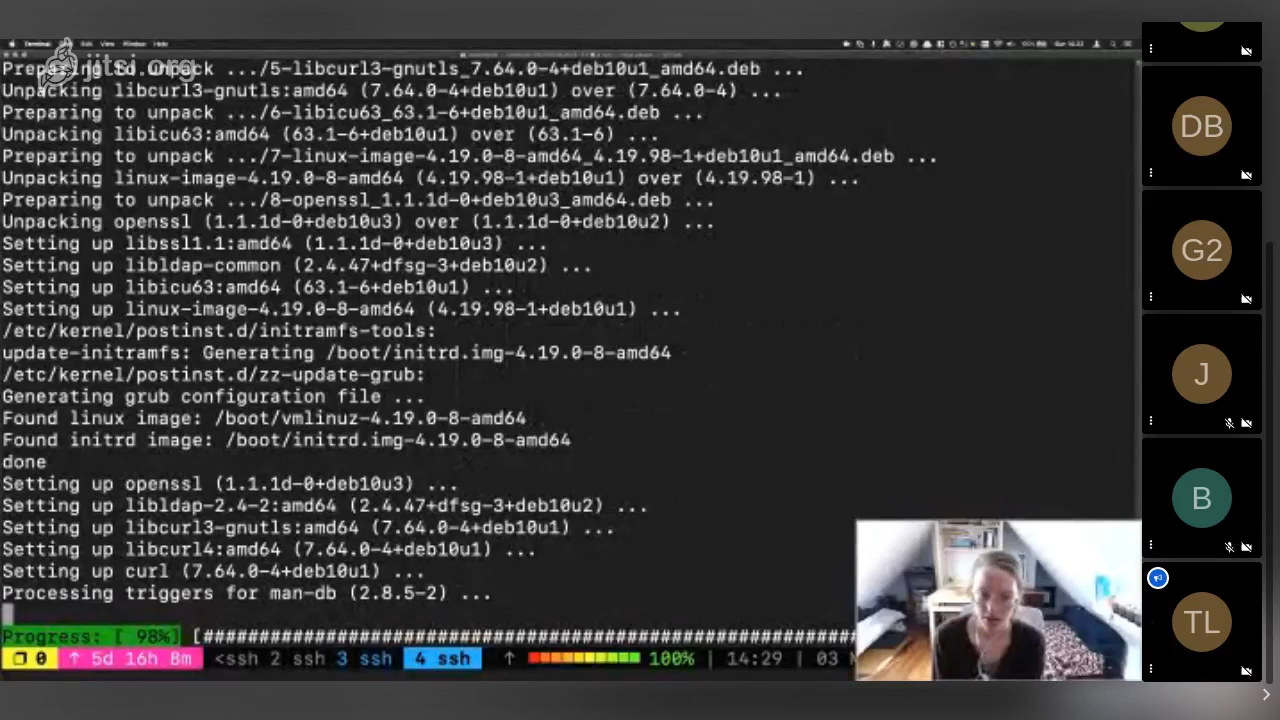 Terminal Edit View Window Help
jitsi.org
Preparing to unpack .../5-libcurl3-gnutls_7.64.0-4+deb10u1_amd64.deb ...
Unpacking libcurl3-gnutls:amd64 (7.64.0-4+deb10u1) over (7.64.0-4) ...
Preparing to unpack .../6-libicu63_63.1-6+deb10u1_amd64.deb ...
Unpacking libicu63:amd64 (63.1-6+deb10u1) over (63.1-6) ...
Preparing to unpack .../7-linux-image-4.19.0-8-amd64_4.19.98-1+deb10u1_amd64.deb ...
Unpacking linux-image-4.19.0-8-amd64 (4.19.98-1+deb10u1) over (4.19.98-1) ...
Preparing to unpack .../8-openssl_1.1.1d-0+deb10u3_amd64.deb ...
Unpacking openssl (1.1.1d-0+deb10u3) over (1.1.1d-0+deb10u2) ...
Setting up libssl1.1:amd64 (1.1.1d-0+deb10u3) ...
Setting up libldap-common (2.4.47+dfsg-3+deb10u2) ...
Setting up libicu63:amd64 (63.1-6+deb10u1) ...
Setting up linux-image-4.19.0-8-amd64 (4.19.98-1+deb10u1) ...
/etc/kernel/postinst.d/initramfs-tools:
update-initramfs: Generating /boot/initrd.img-4.19.0-8-amd64
/etc/kernel/postinst.d/zz-update-grub:
Generating grub configuration file ...
Found linux image: /boot/vmlinuz-4.19.0-8-amd64
Found initrd image: /boot/initrd.img-4.19.0-8-amd64
done
Setting up openssl (1.1.1d-0+deb10u3) ...
Setting up libldap-2.4-2:amd64 (2.4.47+dfsg-3+deb10u2) ...
Setting up libcurl3-gnutls:amd64 (7.64.0-4+deb10u1) ...
Setting up libcurl4:amd64 (7.64.0-4+deb10u1) ...
Setting up curl (7.64.0-4+deb10u1) ...
Processing triggers for man-db (2.8.5-2) ...
Progress: [ 98%] [##########################################################
0 ↑ 5d 16h 8m <ssh 2 ssh 3 ssh 4 ssh ↑ 100% | 14:29 | 03
DB
G2
J
B
TL